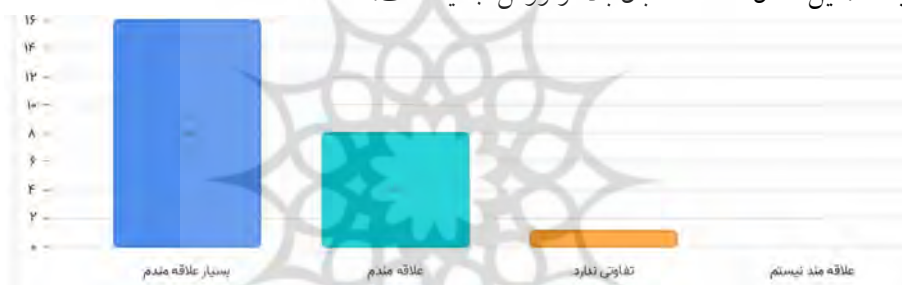 ۱۶
۱۴
۱۲
۱۰
۸
۶
۴
۲
۰
بسیار علاقه مندم
علاقه مندم
تفاوتی ندارد
علاقه مند نیستم